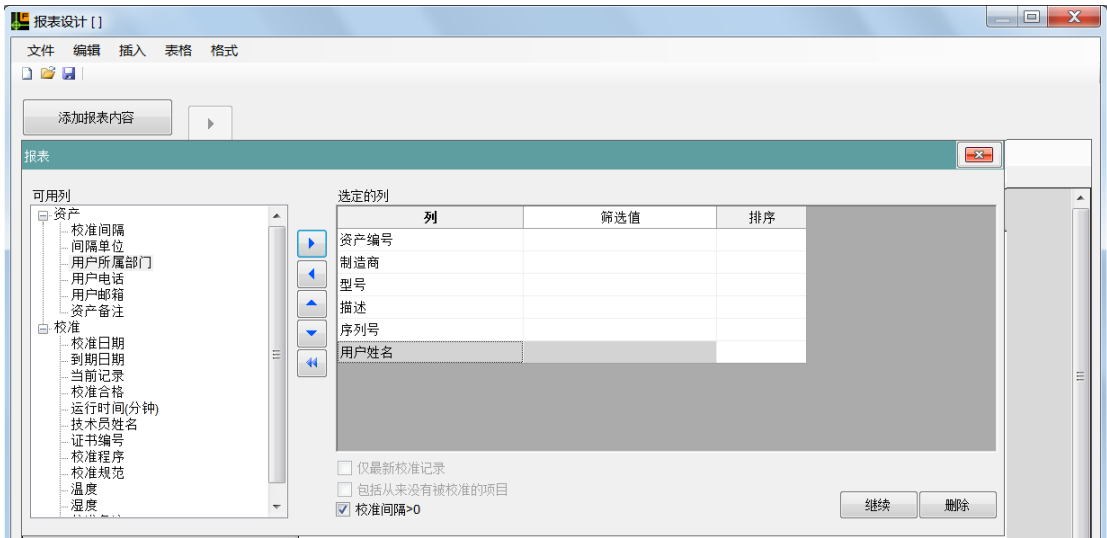 报表设计 [ ]
文件 编辑 插入 表格 格式
添加报表内容
报表
可用列
资产
校准间隔
间隔单位
用户所属部门
用户电话
用户邮箱
资产备注
校准
校准日期
到期日期
当前记录
校准合格
运行时间(分钟)
技术员姓名
证书编号
校准程序
校准规范
温度
湿度
选定的列
列 筛选值 排序
资产编号
制造商
型号
描述
序列号
用户姓名
仅最新校准记录
包括从来没有被校准的项目
校准间隔>0
继续 删除